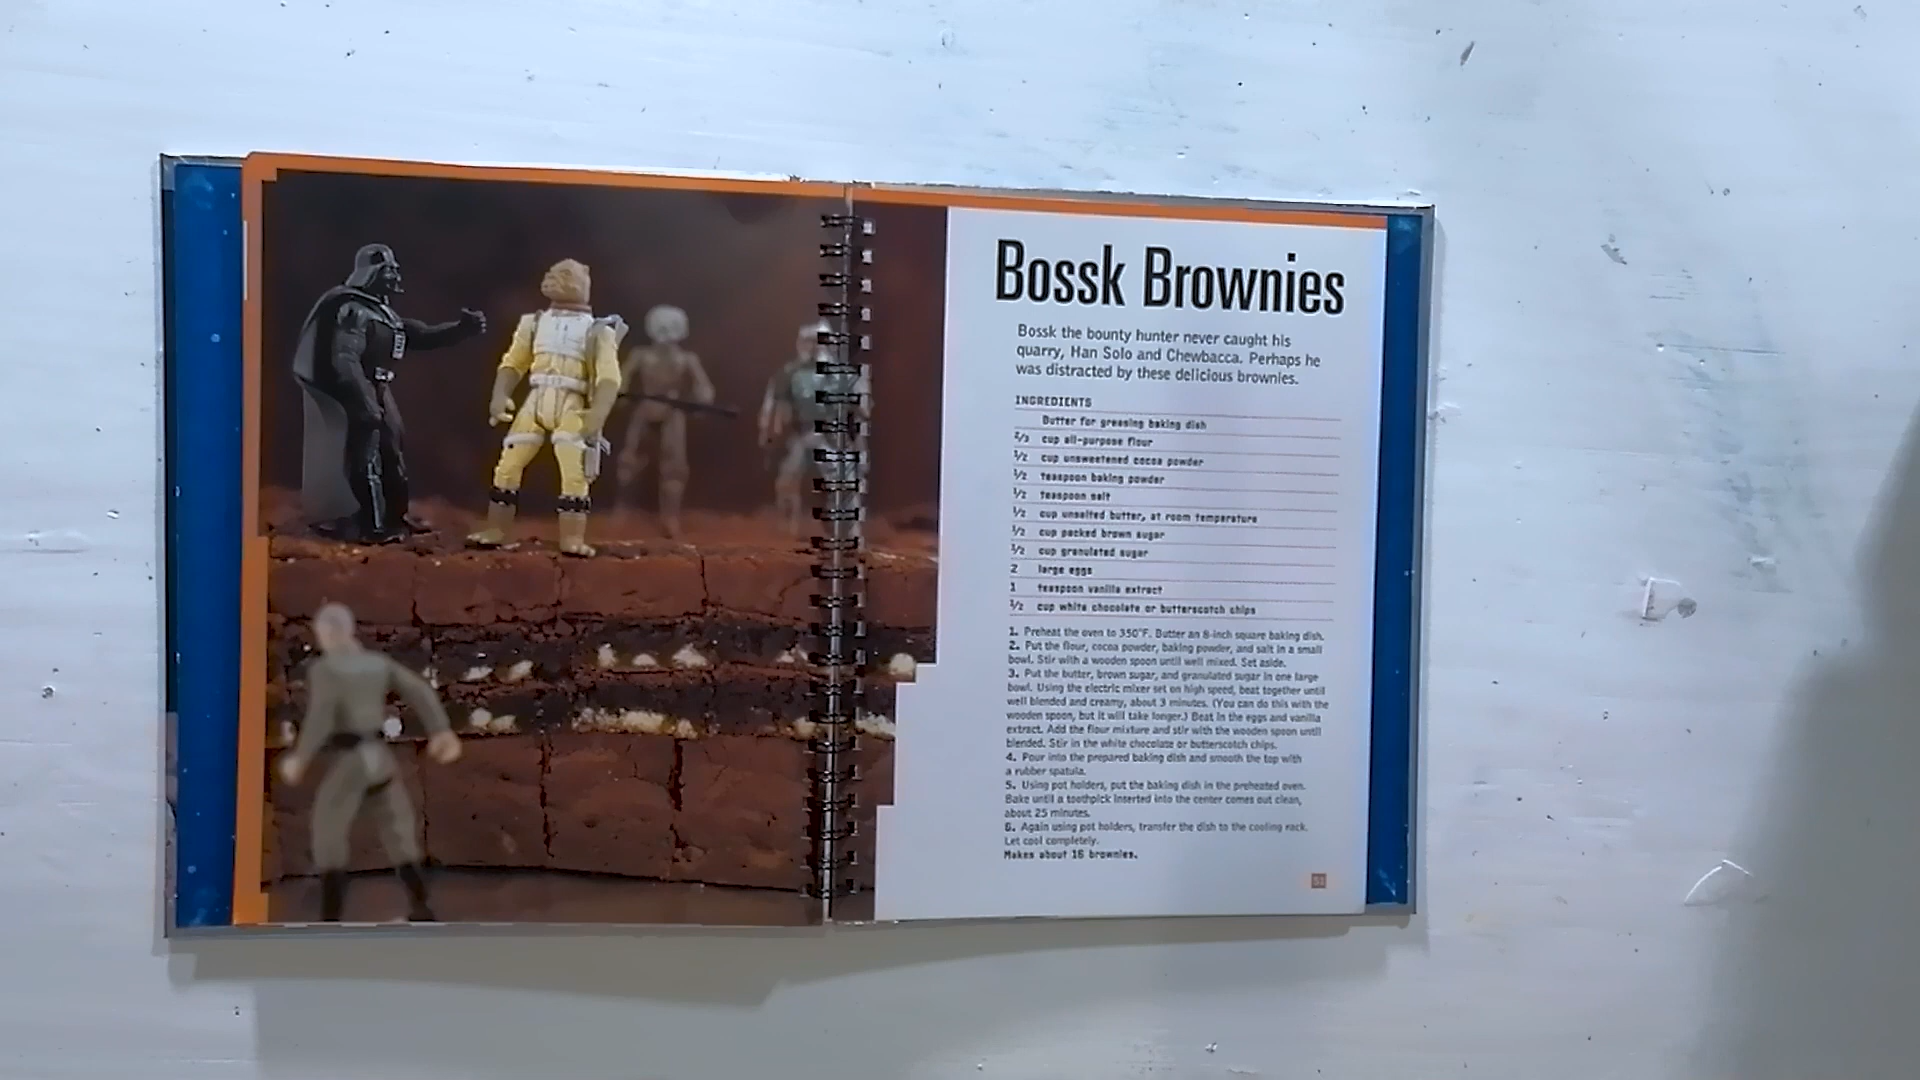 Bossk Brownies
Bossk the bounty hunter never caught his
quarry, Han Solo and Chewbacca. Perhaps he
was distracted by these delicious brownies.
INGREDIENTS
Butter for greasing baking dish
2/3 cup all-purpose flour
1/2 cup unsweetened cocoa powder
1/2 teaspoon baking powder
1/2 teaspoon salt
1/2 cup unsalted butter, at room temperature
1/2 cup packed brown sugar
1/2 cup granulated sugar
2 large eggs
1 teaspoon vanilla extract
1/2 cup white chocolate or butterscotch chips
1. Preheat the oven to 350°F. Butter an 8-inch square baking dish.
2. Put the flour, cocoa powder, baking powder, and salt in a small
bowl. Stir with a wooden spoon until well mixed. Set aside.
3. Put the butter, brown sugar, and granulated sugar in one large
bowl. Using the electric mixer set on high speed, beat together until
well blended and creamy, about 3 minutes. (You can do this with the
wooden spoon, but it will take longer.) Beat in the eggs and vanilla
extract. Add the flour mixture and stir with the wooden spoon until
blended. Stir in the white chocolate or butterscotch chips.
4. Pour into the prepared baking dish and smooth the top with
a rubber spatula.
5. Using pot holders, put the baking dish in the preheated oven.
Bake until a toothpick inserted into the center comes out clean,
about 25 minutes.
6. Again using pot holders, transfer the dish to the cooling rack.
Let cool completely.
Makes about 16 brownies.
51